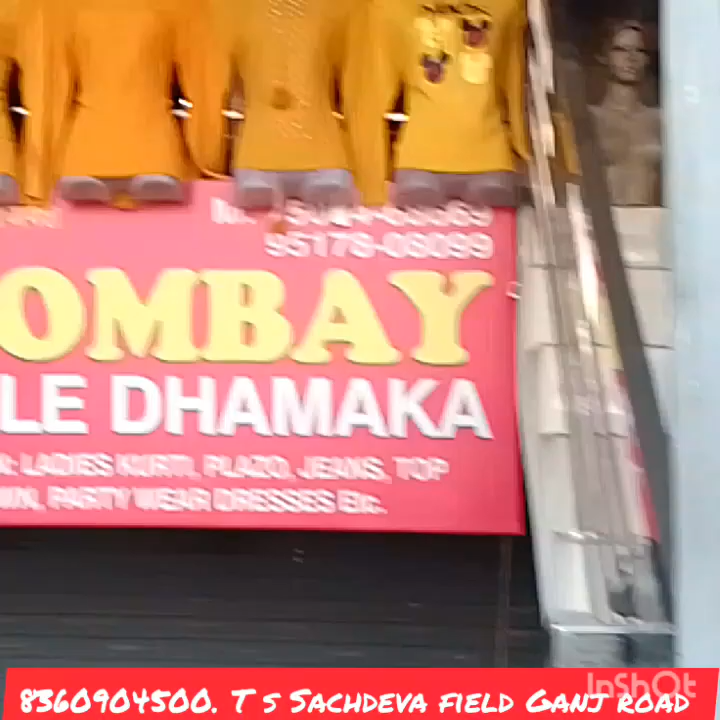 95178-08099
OMBAY
LE DHAMAKA
: LADIES KURTI, PLAZO, JEANS, TOP
WN, PARTY WEAR DRESSES Etc.
8360904500. T S SACHDEVA FIELD GANJ ROAD
InShOt